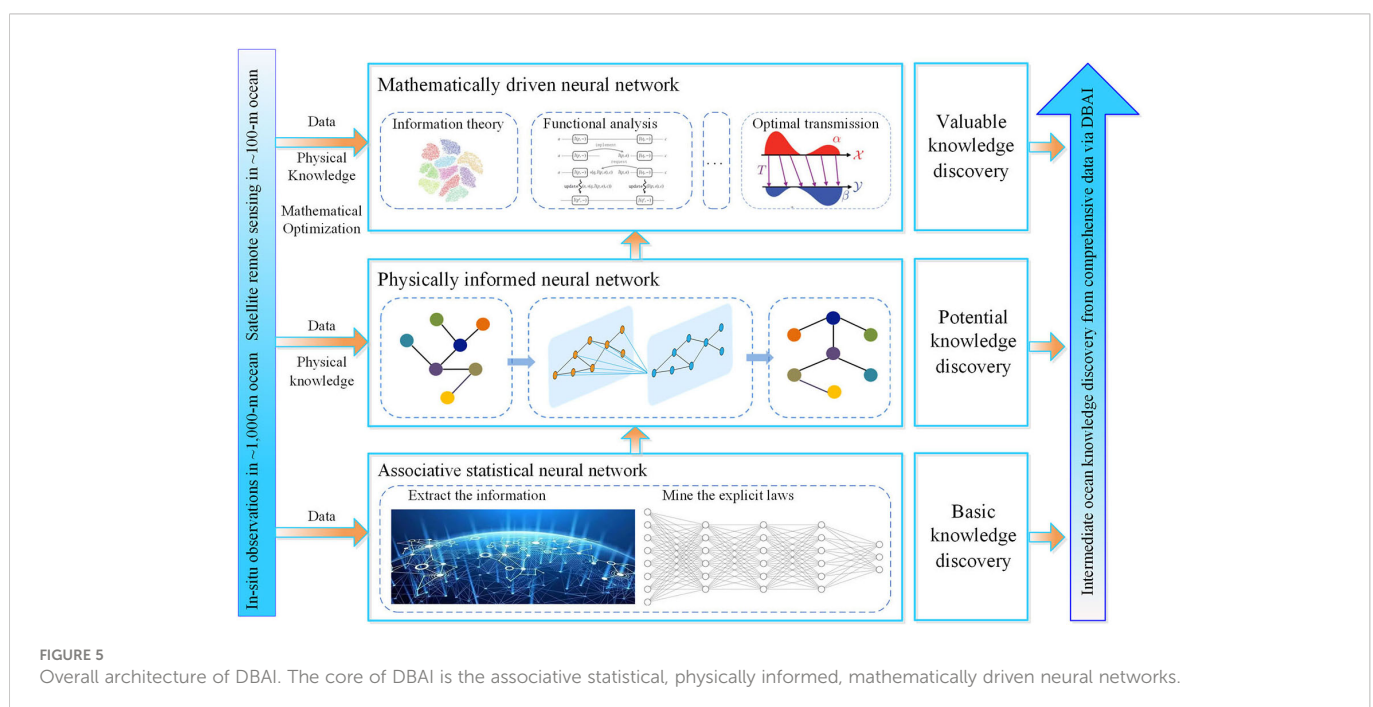 In-situ observations in ~1,000-m ocean Satellite remote sensing in ~100-m ocean
Data
Physical
Knowledge
Mathematical
Optimization
Mathematically driven neural network
Information theory
Functional analysis
...
Optimal transmission
α
X
T
Y
β
Valuable
knowledge
discovery
Data
Physical
knowledge
Physically informed neural network
Potential
knowledge
discovery
Data
Associative statistical neural network
Extract the information
Mine the explicit laws
Basic
knowledge
discovery
Intermediate ocean knowledge discovery from comprehensive data via DBAI
FIGURE 5
Overall architecture of DBAI. The core of DBAI is the associative statistical, physically informed, mathematically driven neural networks.